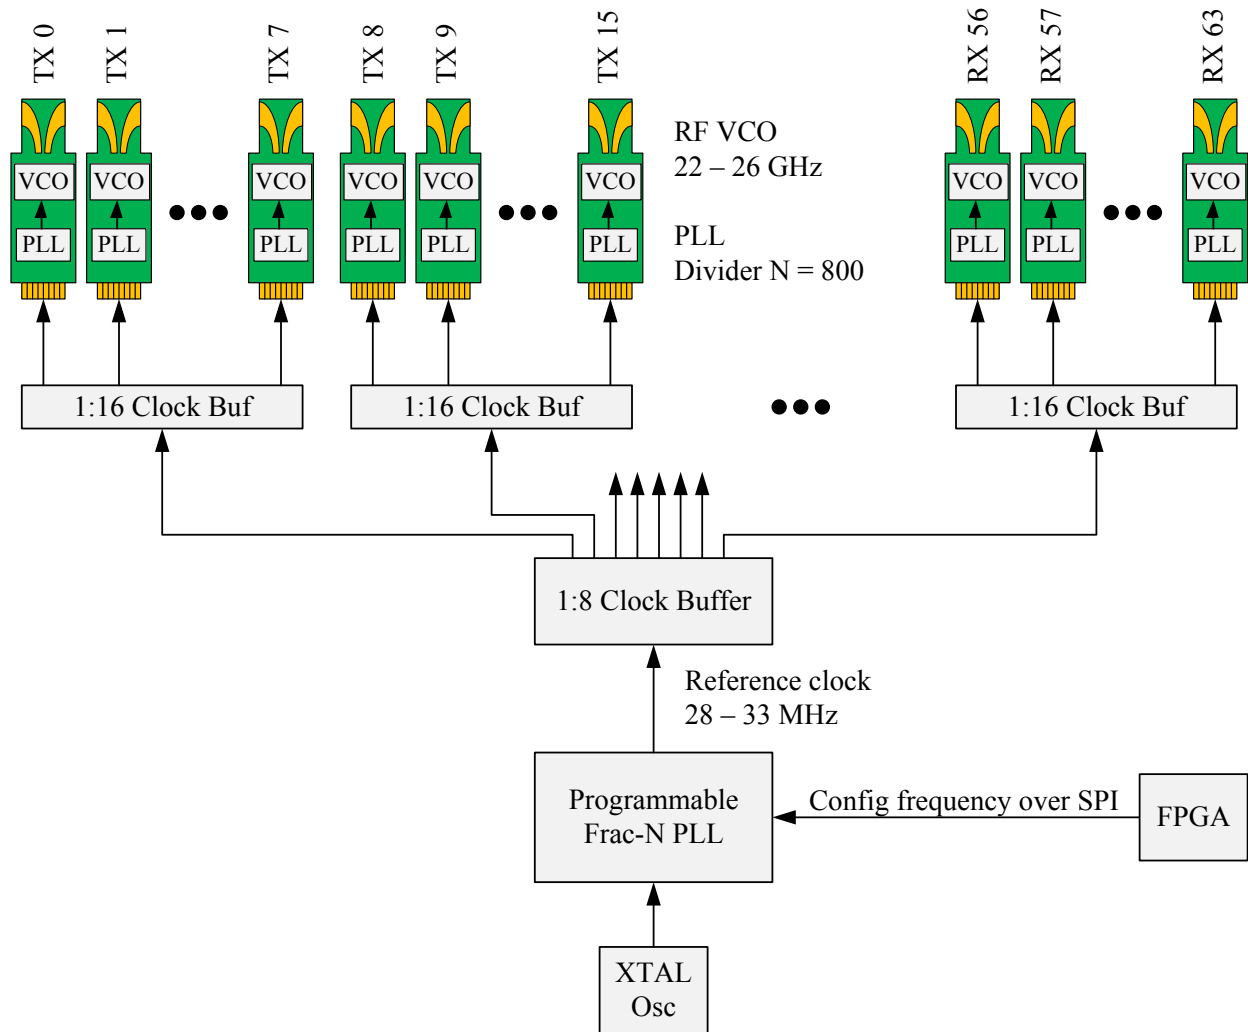 TX 0
TX 1
TX 7
TX 8
TX 9
TX 15
RX 56
RX 57
RX 63
RF VCO
22 – 26 GHz
VCO
VCO
VCO
VCO
VCO
VCO
VCO
VCO
VCO
PLL
Divider N = 800
PLL
PLL
PLL
PLL
PLL
PLL
PLL
PLL
PLL
1:16 Clock Buf
1:16 Clock Buf
1:16 Clock Buf
1:8 Clock Buffer
Reference clock
28 – 33 MHz
Programmable
Frac-N PLL
Config frequency over SPI
FPGA
XTAL
Osc